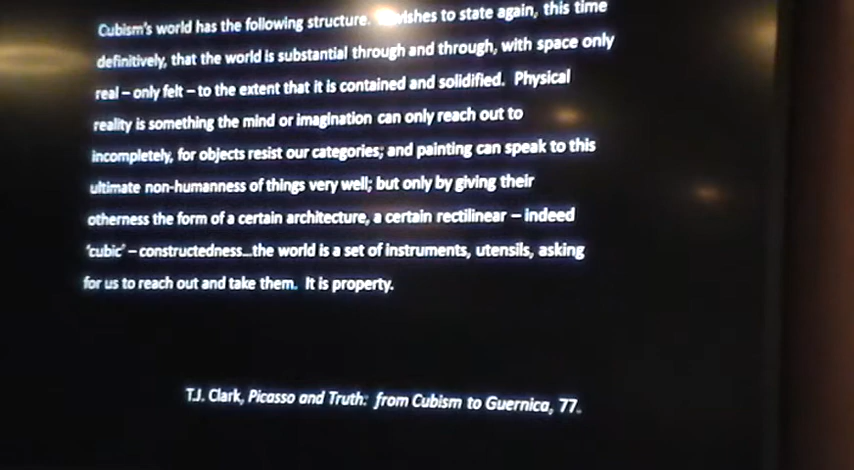 Cubism's world has the following structure. wishes to state again, this time
definitively, that the world is substantial through and through, with space only
real – only felt – to the extent that it is contained and solidified. Physical
reality is something the mind or imagination can only reach out to
incompletely, for objects resist our categories; and painting can speak to this
ultimate non-humanness of things very well; but only by giving their
otherness the form of a certain architecture, a certain rectilinear – indeed
'cubic' – constructedness...the world is a set of instruments, utensils, asking
for us to reach out and take them. It is property.
T.J. Clark, Picasso and Truth: from Cubism to Guernica, 77.